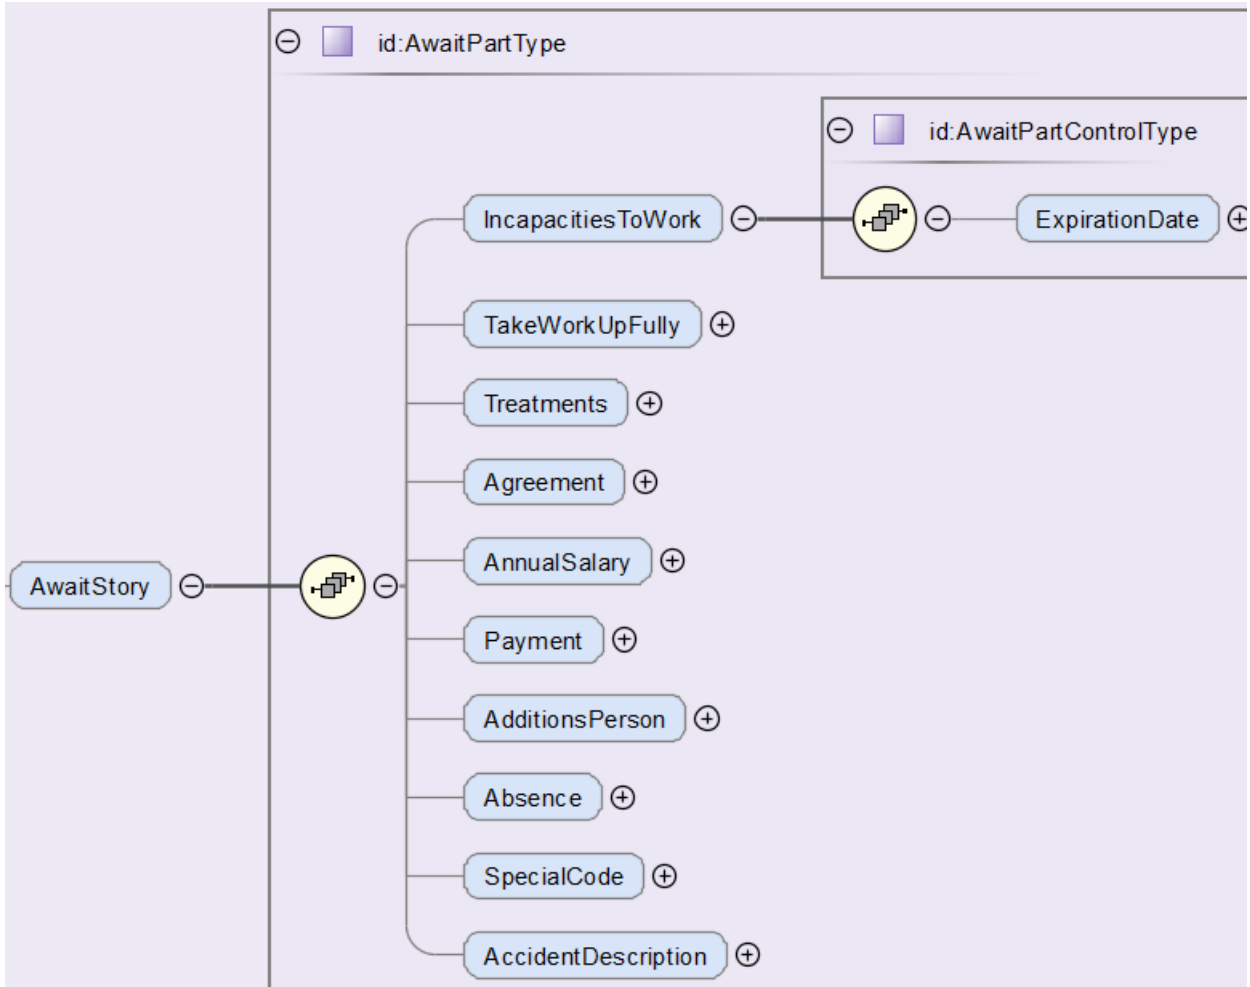 id:AwaitPartType
id:AwaitPartControlType
IncapacitiesToWork
ExpirationDate
TakeWorkUpFully
Treatments
Agreement
AnnualSalary
AwaitStory
Payment
AdditionsPerson
Absence
SpecialCode
AccidentDescription